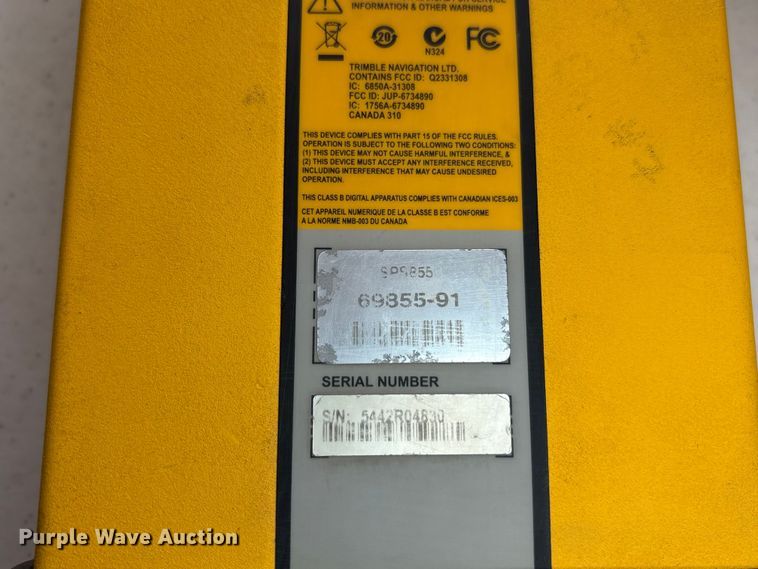 INFORMATION & OTHER WARNINGS
20
N324
FC
TRIMBLE NAVIGATION LTD.
CONTAINS FCC ID: Q2331308
IC: 6850A-31308
FCC ID: JUP-6734890
IC: 1756A-6734890
CANADA 310
THIS DEVICE COMPLIES WITH PART 15 OF THE FCC RULES.
OPERATION IS SUBJECT TO THE FOLLOWING TWO CONDITIONS:
(1) THIS DEVICE MAY NOT CAUSE HARMFUL INTERFERENCE, &
(2) THIS DEVICE MUST ACCEPT ANY INTERFERENCE RECEIVED,
INCLUDING INTERFERENCE THAT MAY CAUSE UNDESIRED
OPERATION.
THIS CLASS B DIGITAL APPARATUS COMPLIES WITH CANADIAN ICES-003
CET APPAREIL NUMERIQUE DE LA CLASSE B EST CONFORME
A LA NORME NMB-003 DU CANADA
SPS855
69855-91
SERIAL NUMBER
S/N: 5442R04830
Purple Wave Auction